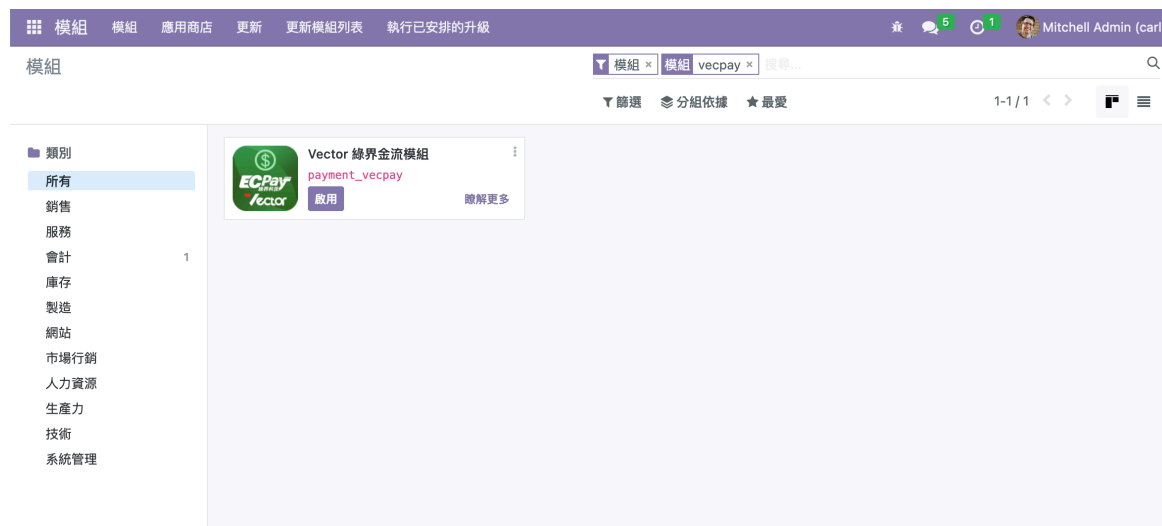 模組 模組 應用商店 更新 更新模組列表 執行已安排的升級 5 1 Mitchell Admin (carl
模組 模組 × 模組 vecpay × 搜尋...
篩選 分組依據 最愛 1-1 / 1
類別
所有
銷售
服務
會計 1
庫存
製造
網站
市場行銷
人力資源
生產力
技術
系統管理
ECPay
綠界科技
Vector
Vector 綠界金流模組
payment_vecpay
啟用 瞭解更多